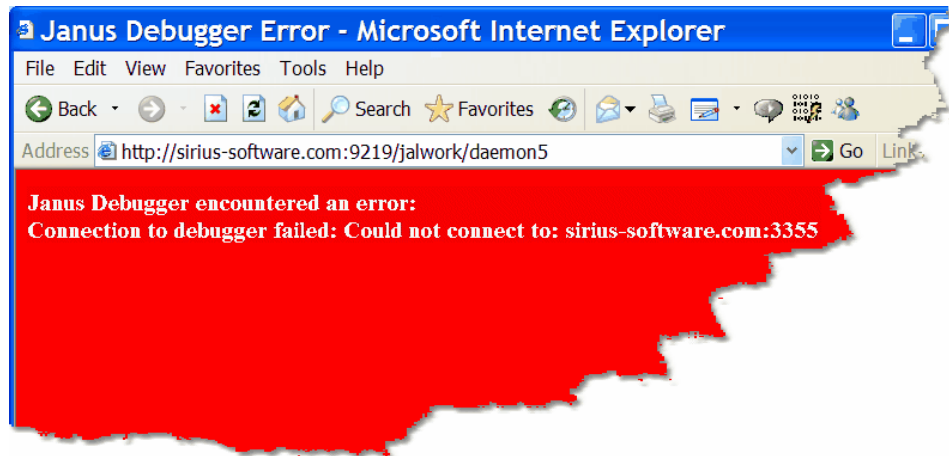 Janus Debugger Error - Microsoft Internet Explorer
File Edit View Favorites Tools Help
Back Search Favorites
Address http://sirius-software.com:9219/jalwork/daemon5 Go
Janus Debugger encountered an error:
Connection to debugger failed: Could not connect to: sirius-software.com:3355